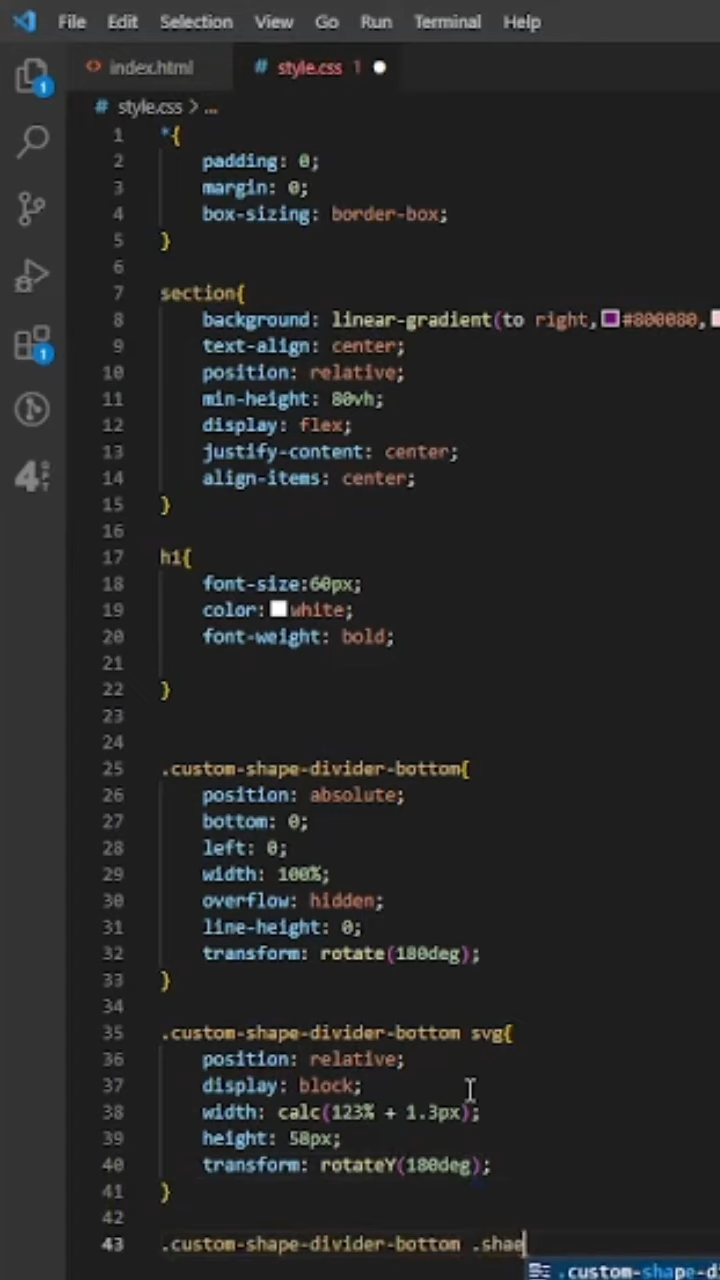 File Edit Selection View Go Run Terminal Help
1
index.html # style.css 1
# style.css > ...
1 *{
2 padding: 0;
3 margin: 0;
4 box-sizing: border-box;
5 }
6
7 section{
8 background: linear-gradient(to right,#800080,
9 text-align: center;
10 position: relative;
11 min-height: 80vh;
12 display: flex;
13 justify-content: center;
14 align-items: center;
15 }
16
17 h1{
18 font-size:60px;
19 color:white;
20 font-weight: bold;
21
22 }
23
24
25 .custom-shape-divider-bottom{
26 position: absolute;
27 bottom: 0;
28 left: 0;
29 width: 100%;
30 overflow: hidden;
31 line-height: 0;
32 transform: rotate(180deg);
33 }
34
35 .custom-shape-divider-bottom svg{
36 position: relative;
37 display: block;
38 width: calc(123% + 1.3px);
39 height: 58px;
40 transform: rotateY(180deg);
41 }
42
43 .custom-shape-divider-bottom .shae
.custom-shape-d
1